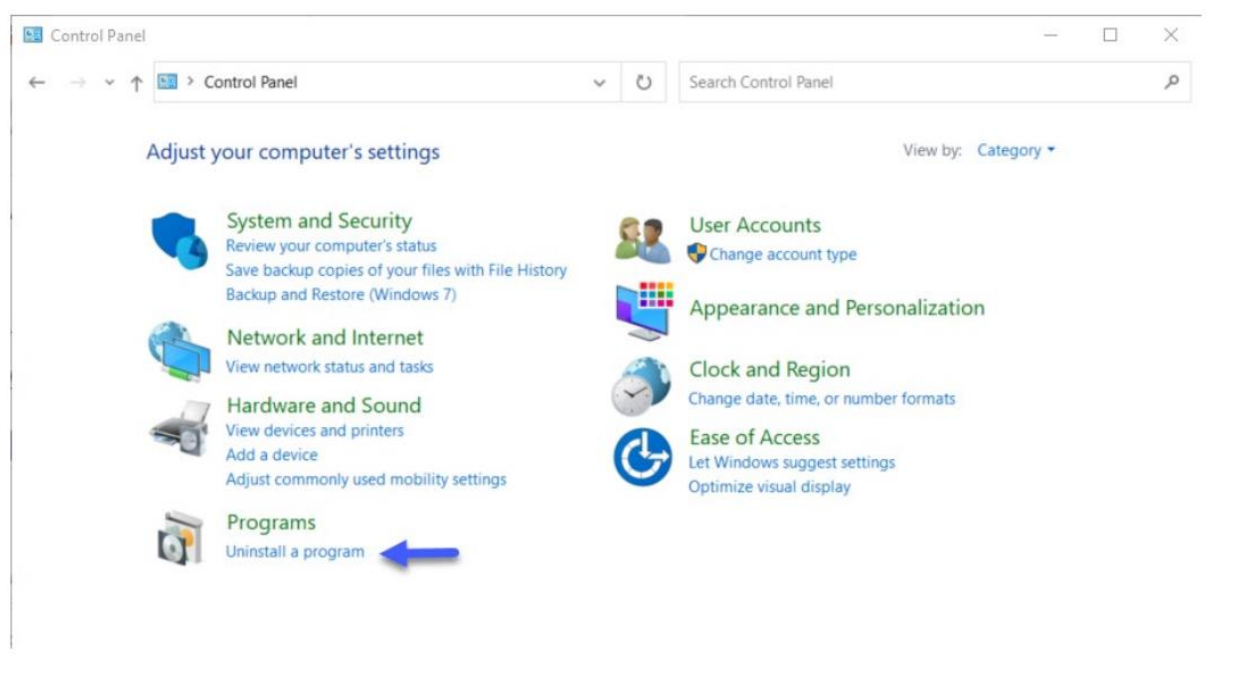 Control Panel
Control Panel
Search Control Panel
Adjust your computer's settings
View by: Category
System and Security
Review your computer's status
Save backup copies of your files with File History
Backup and Restore (Windows 7)
Network and Internet
View network status and tasks
Hardware and Sound
View devices and printers
Add a device
Adjust commonly used mobility settings
Programs
Uninstall a program
User Accounts
Change account type
Appearance and Personalization
Clock and Region
Change date, time, or number formats
Ease of Access
Let Windows suggest settings
Optimize visual display